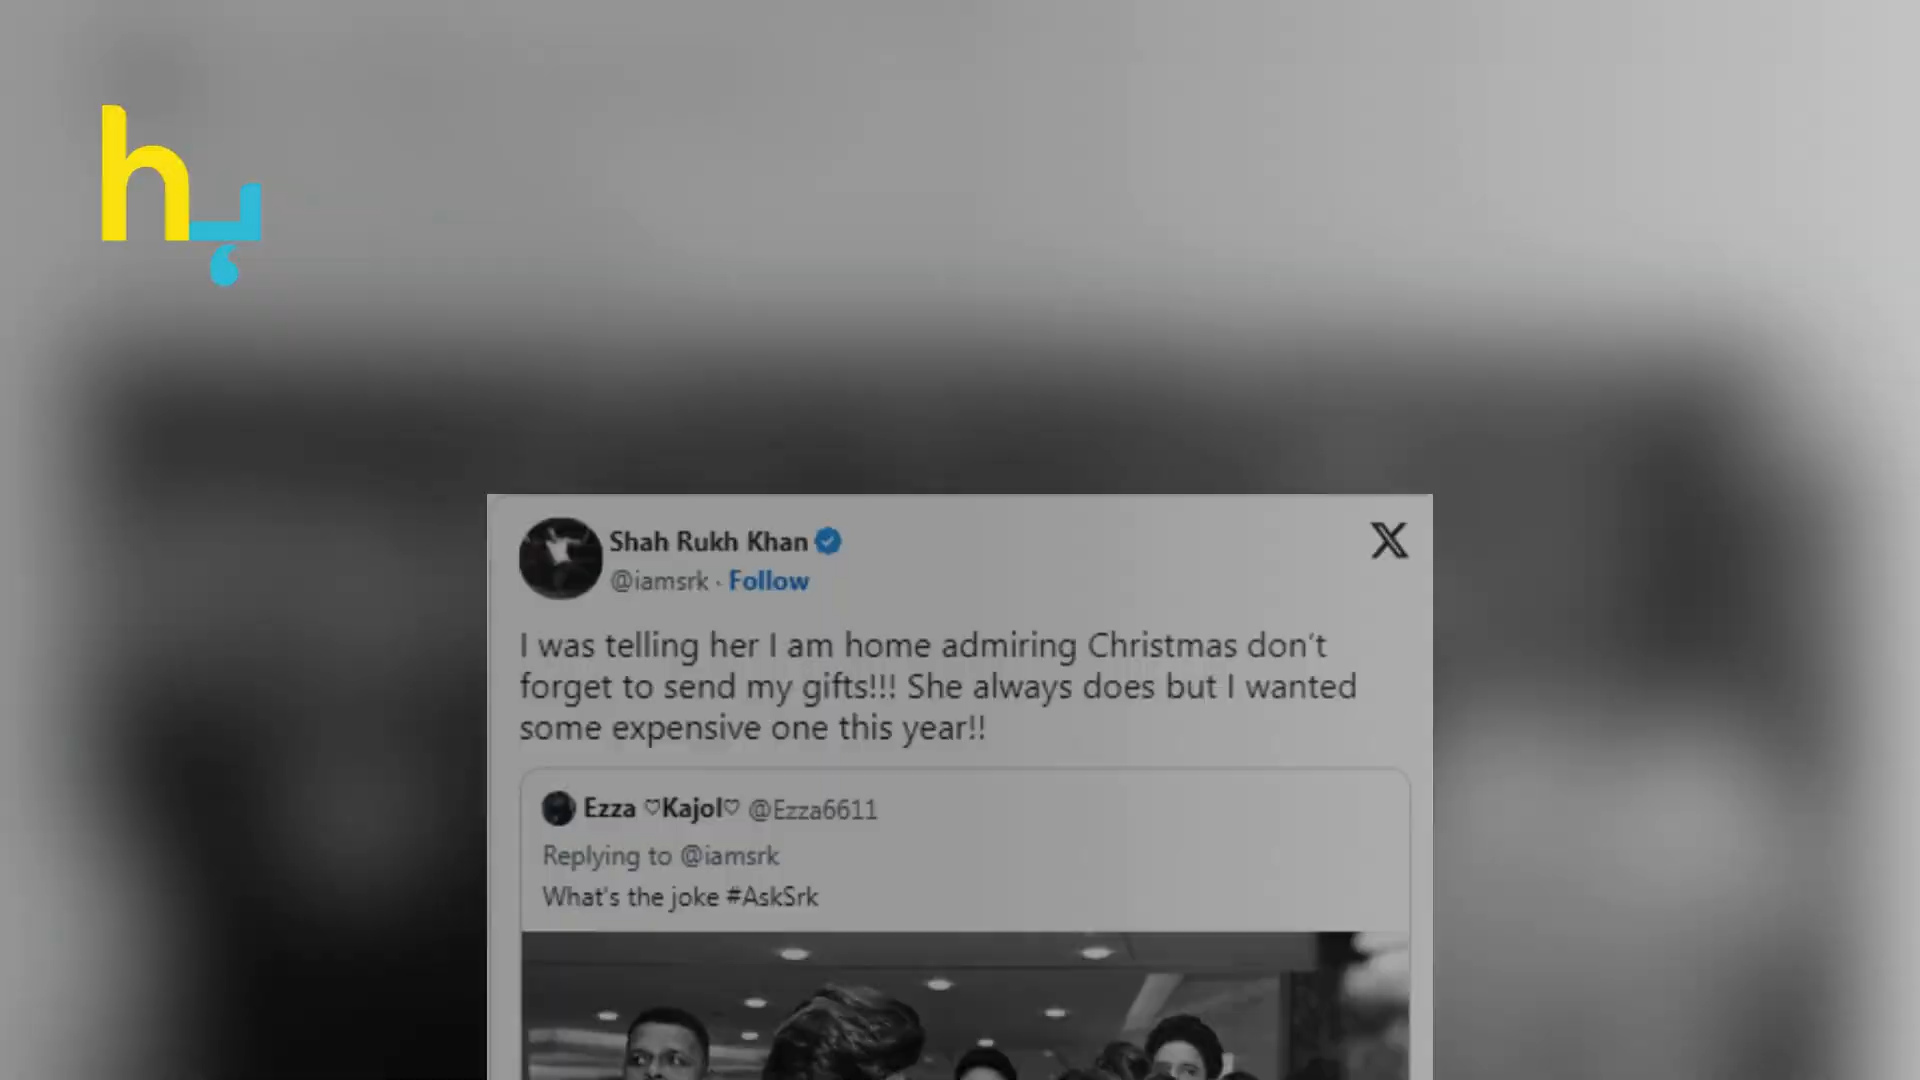 h
Shah Rukh Khan
@iamsrk · Follow
I was telling her I am home admiring Christmas don't
forget to send my gifts!!! She always does but I wanted
some expensive one this year!!
Ezza ♡Kajol♡ @Ezza6611
Replying to @iamsrk
What's the joke #AskSrk